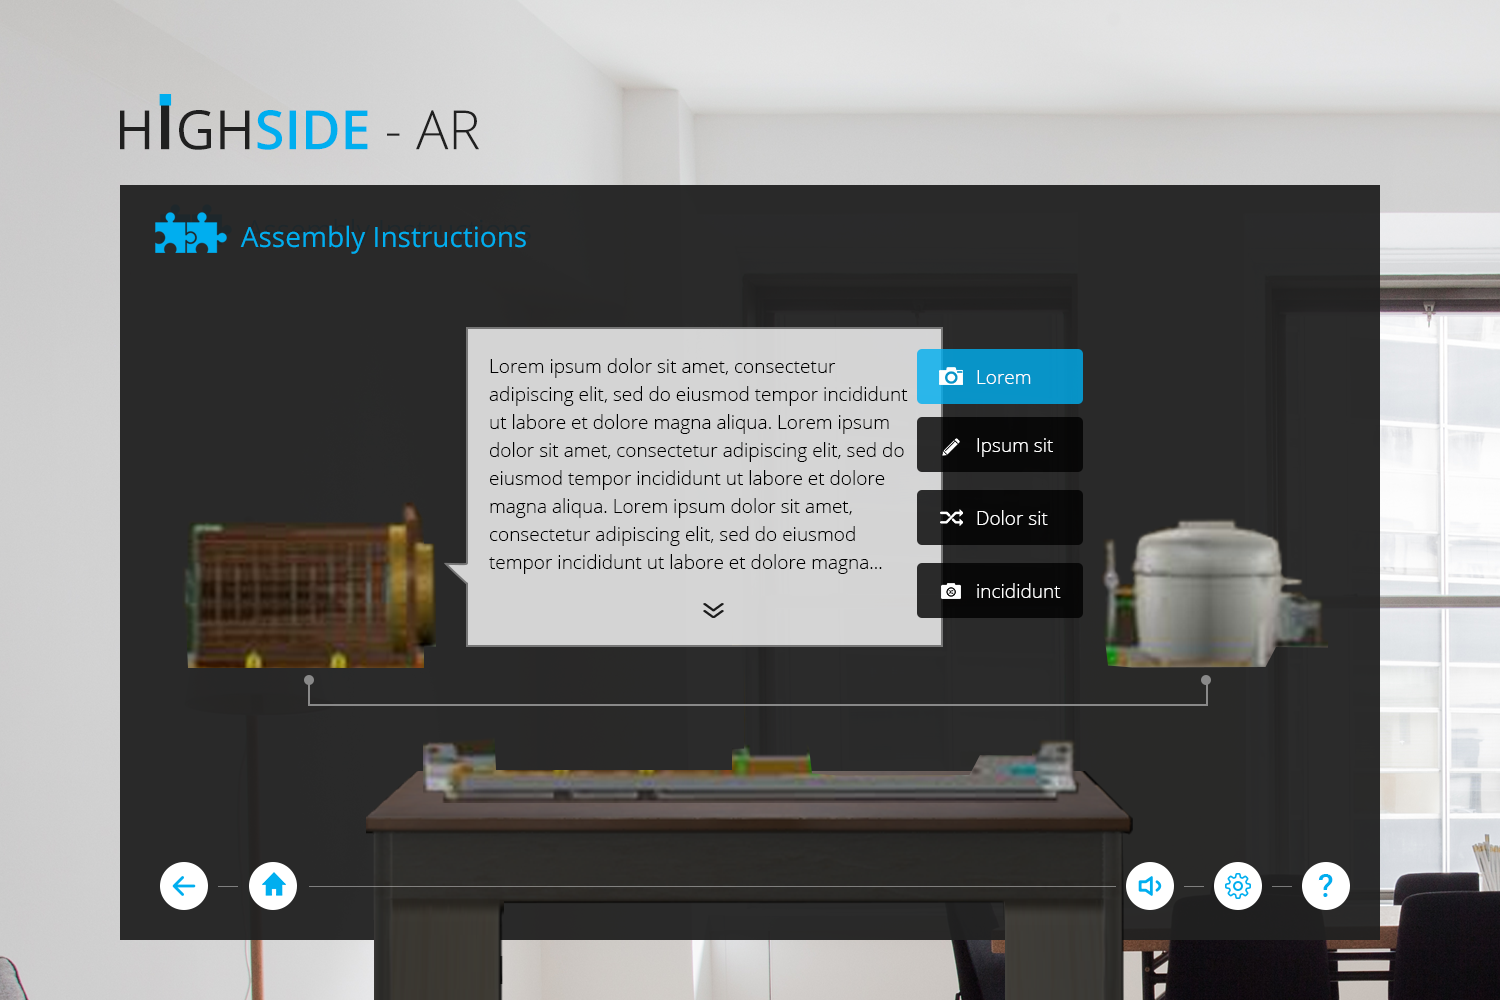 HIGHSIDE - AR
Assembly Instructions
Lorem ipsum dolor sit amet, consectetur
adipiscing elit, sed do eiusmod tempor incididunt
ut labore et dolore magna aliqua. Lorem ipsum
dolor sit amet, consectetur adipiscing elit, sed do
eiusmod tempor incididunt ut labore et dolore
magna aliqua. Lorem ipsum dolor sit amet,
consectetur adipiscing elit, sed do eiusmod
tempor incididunt ut labore et dolore magna...
Lorem
Ipsum sit
Dolor sit
incididunt
?